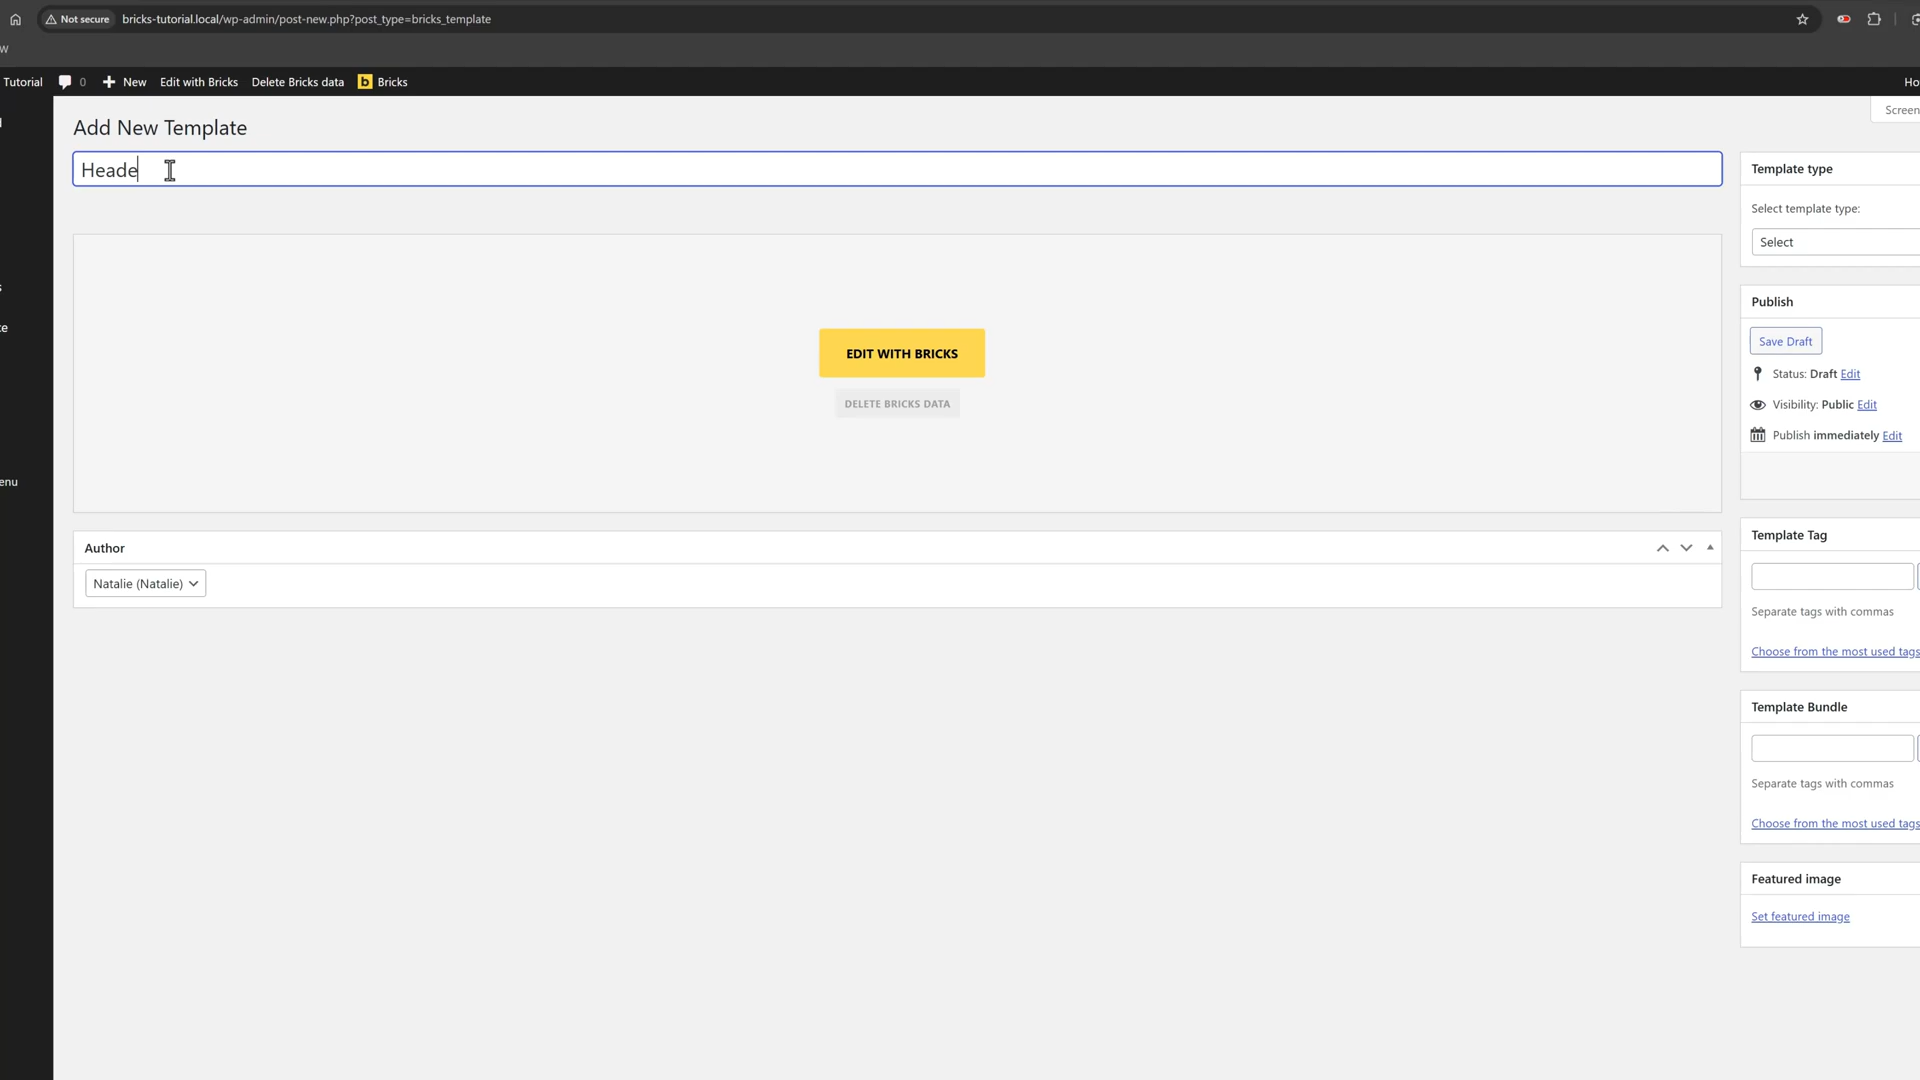 Not secure
bricks-tutorial.local/wp-admin/post-new.php?post_type=bricks_template
W
Tutorial
0
New
Edit with Bricks
Delete Bricks data
b Bricks
Ho
Screen
Add New Template
Heade
Template type
Select template type:
Select
EDIT WITH BRICKS
DELETE BRICKS DATA
Publish
Save Draft
Status: Draft Edit
Visibility: Public Edit
Publish immediately Edit
enu
Author
Natalie (Natalie)
Template Tag
Separate tags with commas
Choose from the most used tags
Template Bundle
Separate tags with commas
Choose from the most used tags
Featured image
Set featured image